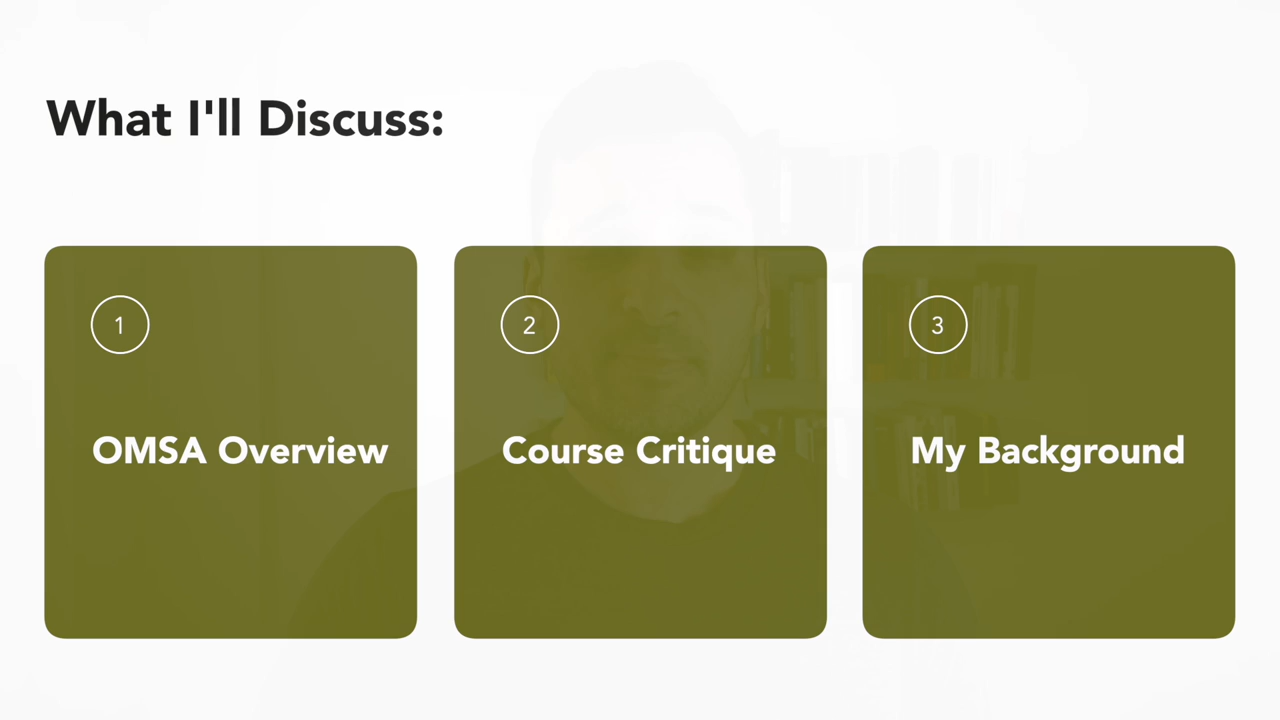 What I'll Discuss:
1
OMSA Overview
2
Course Critique
3
My Background